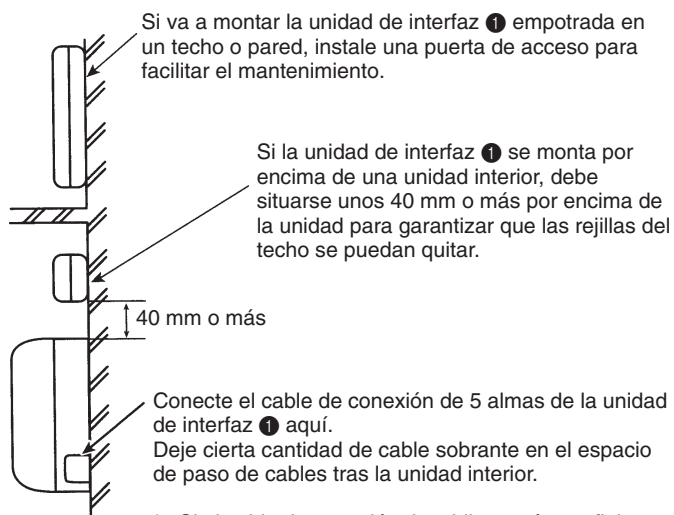 Si va a montar la unidad de interfaz ❶ empotrada en
un techo o pared, instale una puerta de acceso para
facilitar el mantenimiento.
Si la unidad de interfaz ❶ se monta por
encima de una unidad interior, debe
situarse unos 40 mm o más por encima de
la unidad para garantizar que las rejillas del
techo se puedan quitar.
40 mm o más
Conecte el cable de conexión de 5 almas de la unidad
de interfaz ❶ aquí.
Deje cierta cantidad de cable sobrante en el espacio
de paso de cables tras la unidad interior.